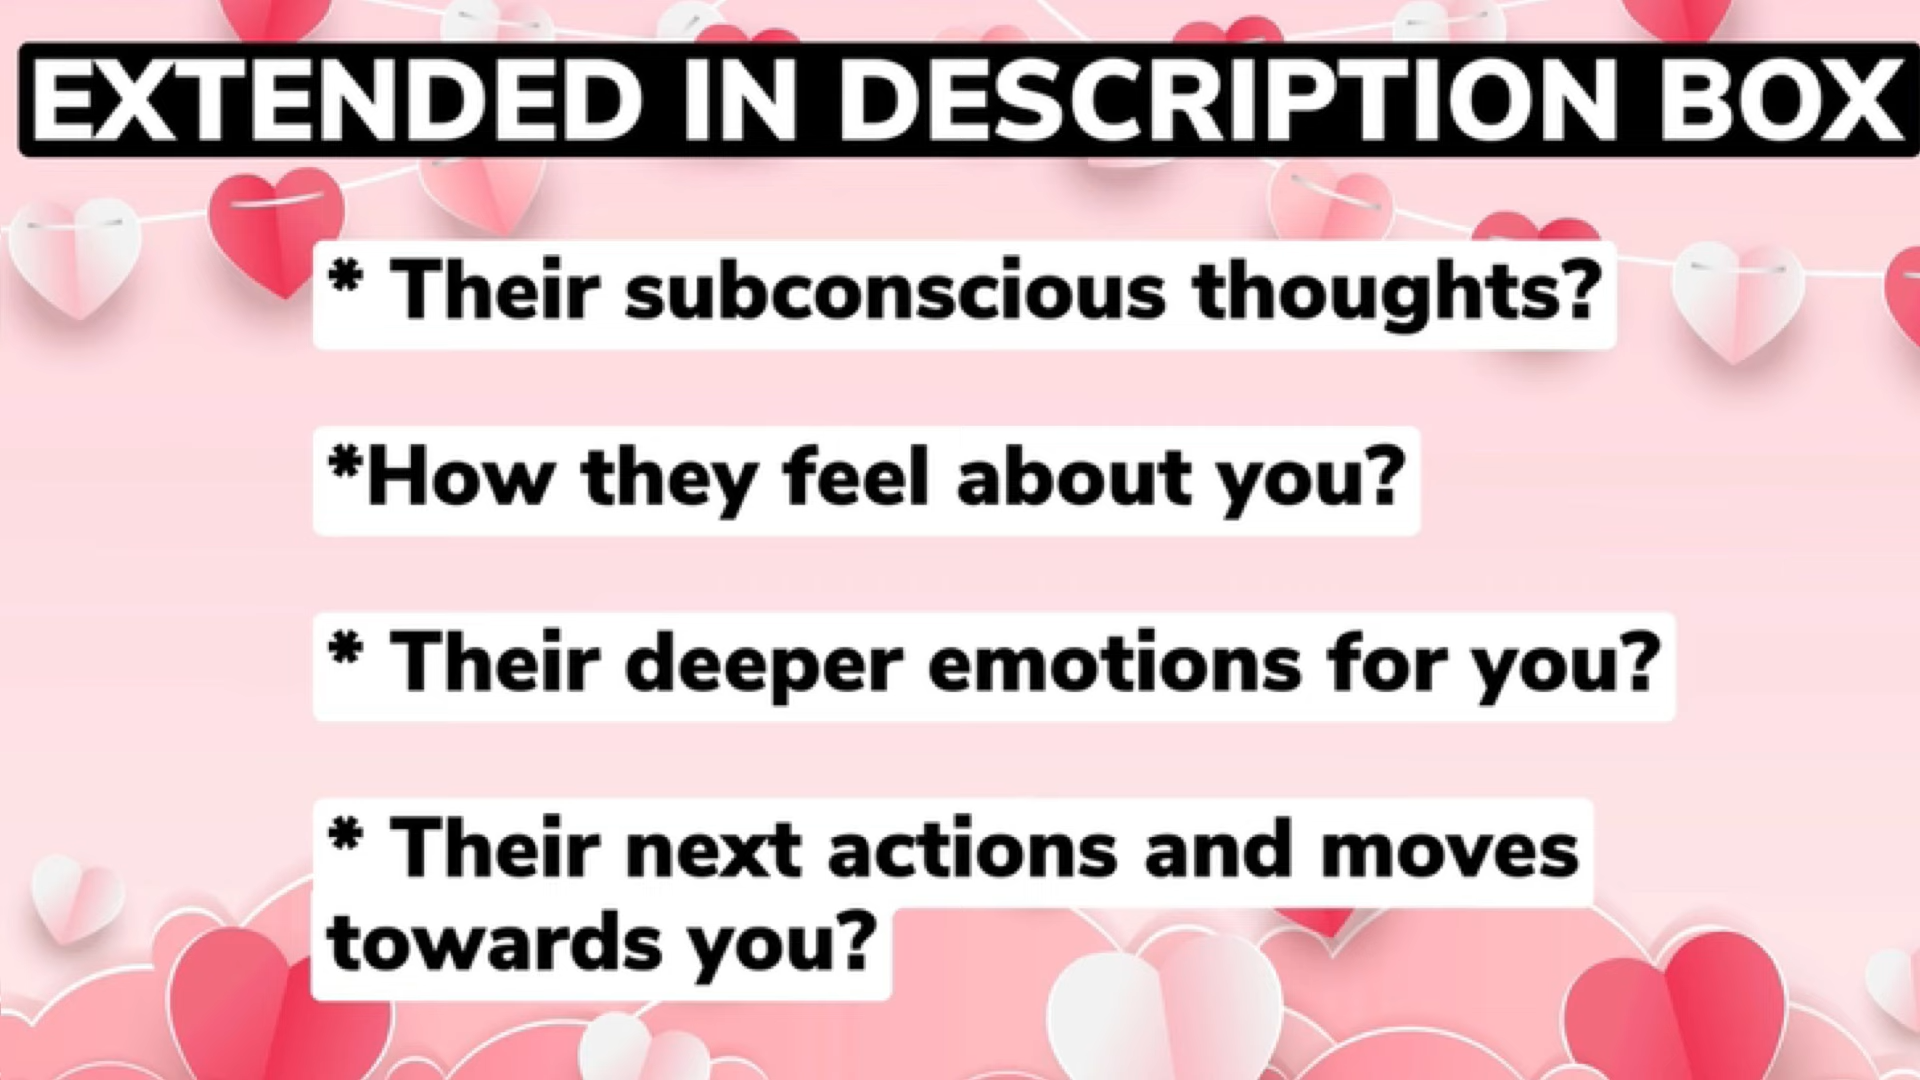 EXTENDED IN DESCRIPTION BOX
* Their subconscious thoughts?
*How they feel about you?
* Their deeper emotions for you?
* Their next actions and moves
towards you?